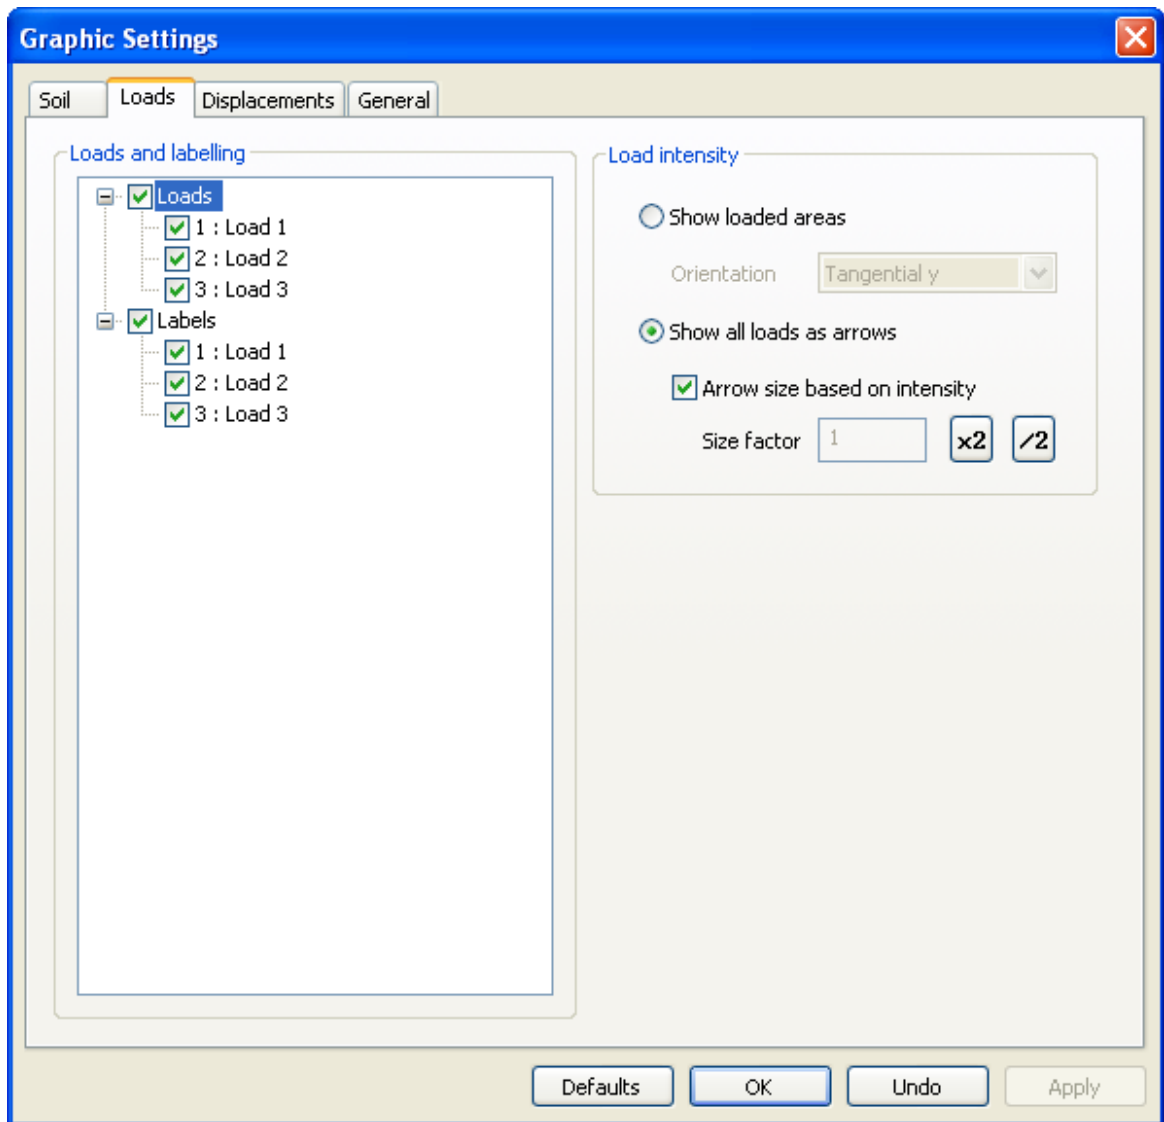 Graphic Settings
Soil Loads Displacements General
Loads and labelling
Loads
1 : Load 1
2 : Load 2
3 : Load 3
Labels
1 : Load 1
2 : Load 2
3 : Load 3
Load intensity
Show loaded areas
Orientation Tangential y
Show all loads as arrows
Arrow size based on intensity
Size factor 1 x2 /2
Defaults OK Undo Apply